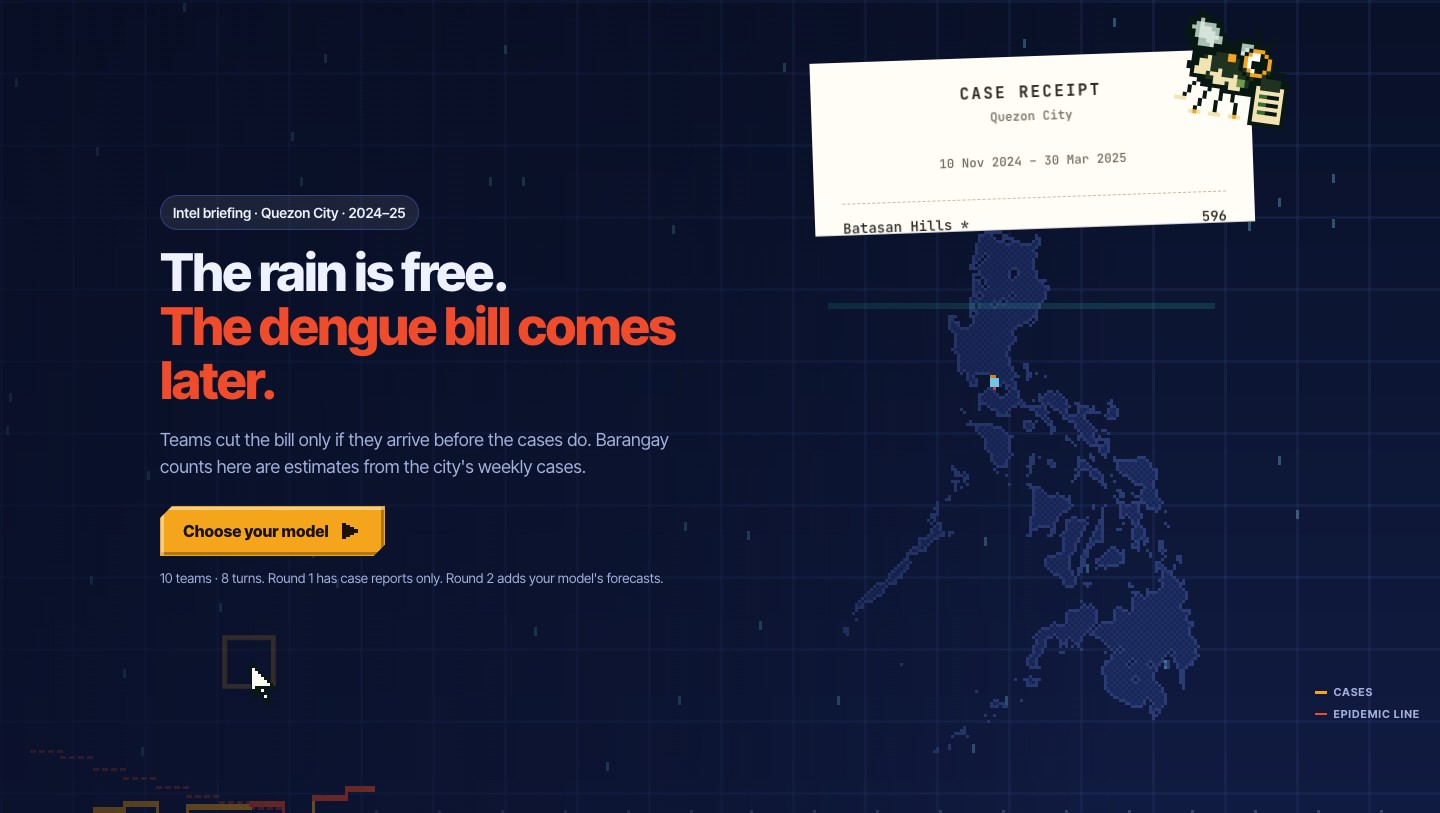 CASE RECEIPT
Quezon City
10 Nov 2024 – 30 Mar 2025
Batasan Hills * 596
Intel briefing · Quezon City · 2024–25
The rain is free.
The dengue bill comes
later.
Teams cut the bill only if they arrive before the cases do. Barangay
counts here are estimates from the city's weekly cases.
Choose your model
10 teams · 8 turns. Round 1 has case reports only. Round 2 adds your model's forecasts.
CASES
EPIDEMIC LINE